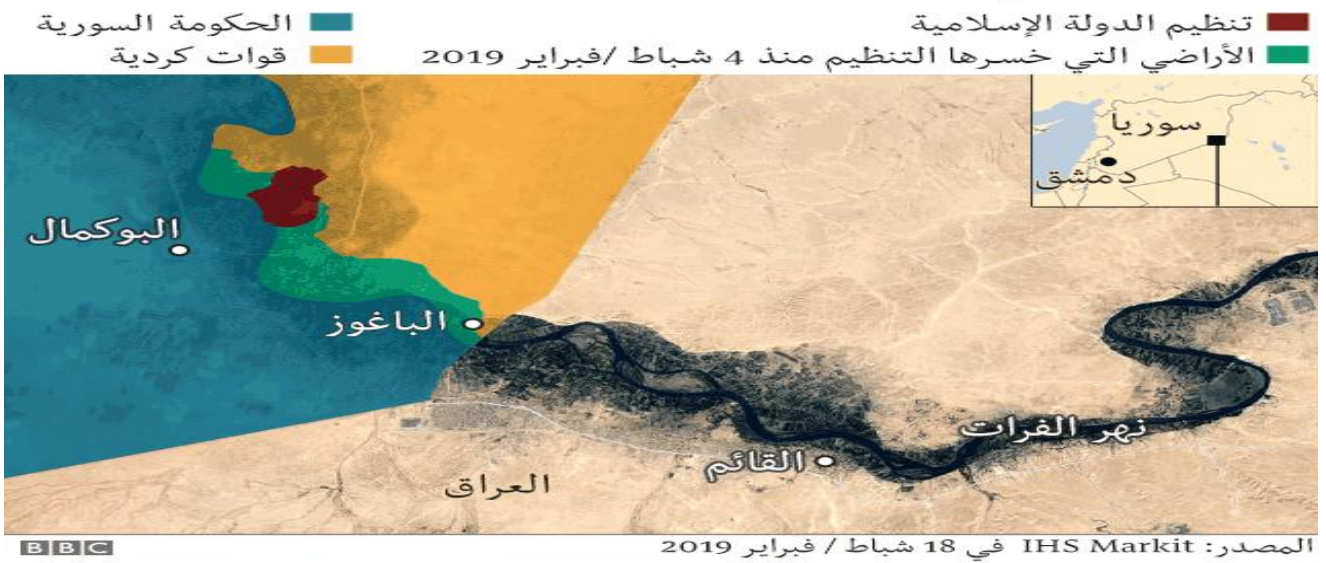 تنظيم الدولة الإسلامية
الحكومة السورية
الأراضي التي خسرها التنظيم منذ 4 شباط /فبراير 2019
قوات كردية
سوريا
دمشق
البوكمال
الباغوز
نهر الفرات
القائم
العراق
المصدر: IHS Markit في 18 شباط / فبراير 2019
BBC